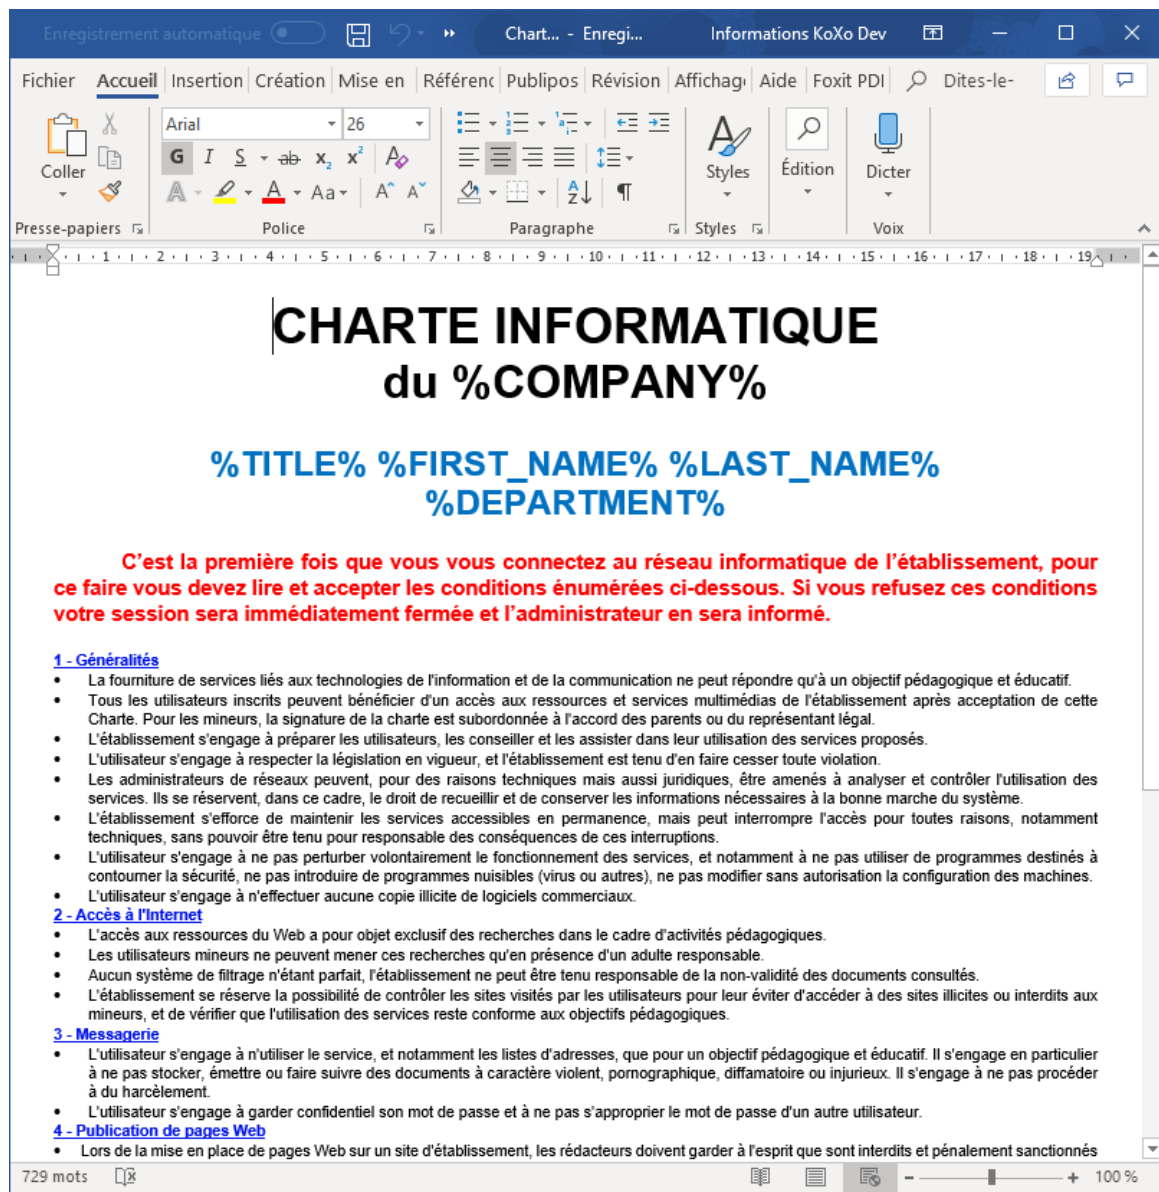 Enregistrement automatique
Chart... - Enregi...
Informations KoXo Dev
Fichier Accueil Insertion Création Mise en Référenc Publipos Révision Affichag Aide Foxit PDI Dites-le-
Arial 26
G I S ab x₂ x² A
A A Aa A^ A˅ A Z ¶
Coller
Styles
Édition
Dicter
Presse-papiers Police Paragraphe Styles Voix
1 2 3 4 5 6 7 8 9 10 11 12 13 14 15 16 17 18 19
CHARTE INFORMATIQUE
du %COMPANY%
%TITLE% %FIRST_NAME% %LAST_NAME%
%DEPARTMENT%
C'est la première fois que vous vous connectez au réseau informatique de l'établissement, pour
ce faire vous devez lire et accepter les conditions énumérées ci-dessous. Si vous refusez ces conditions
votre session sera immédiatement fermée et l'administrateur en sera informé.
1 - Généralités
• La fourniture de services liés aux technologies de l'information et de la communication ne peut répondre qu'à un objectif pédagogique et éducatif.
• Tous les utilisateurs inscrits peuvent bénéficier d'un accès aux ressources et services multimédias de l'établissement après acceptation de cette
Charte. Pour les mineurs, la signature de la charte est subordonnée à l'accord des parents ou du représentant légal.
• L'établissement s'engage à préparer les utilisateurs, les conseiller et les assister dans leur utilisation des services proposés.
• L'utilisateur s'engage à respecter la législation en vigueur, et l'établissement est tenu d'en faire cesser toute violation.
• Les administrateurs de réseaux peuvent, pour des raisons techniques mais aussi juridiques, être amenés à analyser et contrôler l'utilisation des
services. Ils se réservent, dans ce cadre, le droit de recueillir et de conserver les informations nécessaires à la bonne marche du système.
• L'établissement s'efforce de maintenir les services accessibles en permanence, mais peut interrompre l'accès pour toutes raisons, notamment
techniques, sans pouvoir être tenu pour responsable des conséquences de ces interruptions.
• L'utilisateur s'engage à ne pas perturber volontairement le fonctionnement des services, et notamment à ne pas utiliser de programmes destinés à
contourner la sécurité, ne pas introduire de programmes nuisibles (virus ou autres), ne pas modifier sans autorisation la configuration des machines.
• L'utilisateur s'engage à n'effectuer aucune copie illicite de logiciels commerciaux.
2 - Accès à l'Internet
• L'accès aux ressources du Web a pour objet exclusif des recherches dans le cadre d'activités pédagogiques.
• Les utilisateurs mineurs ne peuvent mener ces recherches qu'en présence d'un adulte responsable.
• Aucun système de filtrage n'étant parfait, l'établissement ne peut être tenu responsable de la non-validité des documents consultés.
• L'établissement se réserve la possibilité de contrôler les sites visités par les utilisateurs pour leur éviter d'accéder à des sites illicites ou interdits aux
mineurs, et de vérifier que l'utilisation des services reste conforme aux objectifs pédagogiques.
3 - Messagerie
• L'utilisateur s'engage à n'utiliser le service, et notamment les listes d'adresses, que pour un objectif pédagogique et éducatif. Il s'engage en particulier
à ne pas stocker, émettre ou faire suivre des documents à caractère violent, pornographique, diffamatoire ou injurieux. Il s'engage à ne pas procéder
à du harcèlement.
• L'utilisateur s'engage à garder confidentiel son mot de passe et à ne pas s'approprier le mot de passe d'un autre utilisateur.
4 - Publication de pages Web
• Lors de la mise en place de pages Web sur un site d'établissement, les rédacteurs doivent garder à l'esprit que sont interdits et pénalement sanctionnés
729 mots
100 %